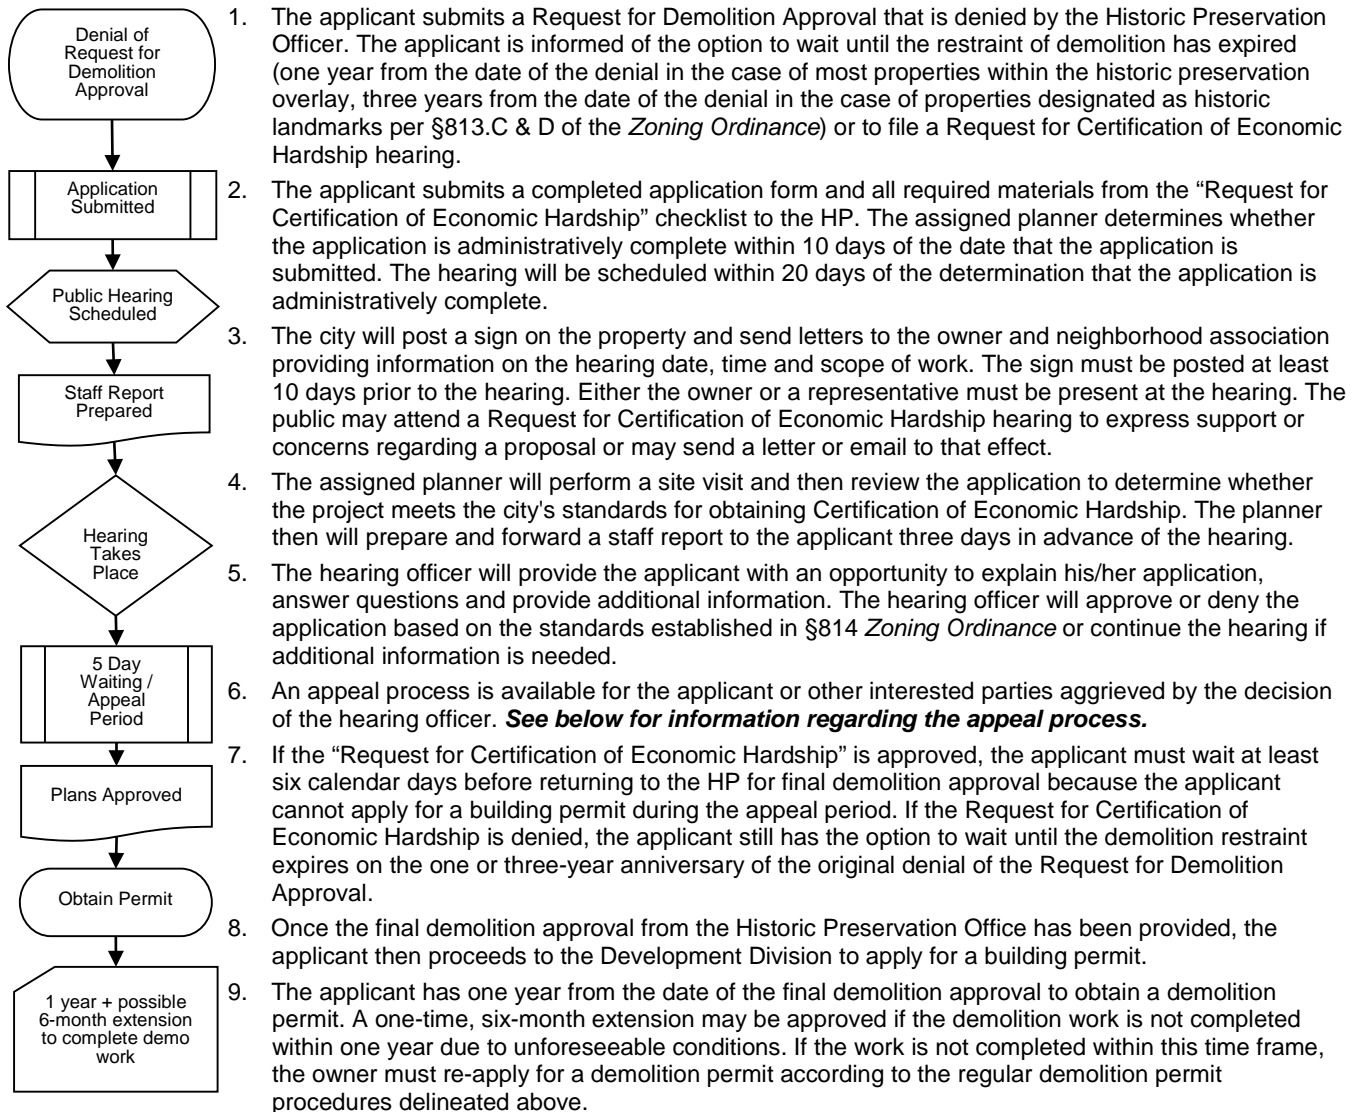 Denial of
Request for
Demolition
Approval
Application
Submitted
Public Hearing
Scheduled
Staff Report
Prepared
Hearing
Takes
Place
5 Day
Waiting /
Appeal
Period
Plans Approved
Obtain Permit
1 year + possible
6-month extension
to complete demo
work
1. The applicant submits a Request for Demolition Approval that is denied by the Historic Preservation
Officer. The applicant is informed of the option to wait until the restraint of demolition has expired
(one year from the date of the denial in the case of most properties within the historic preservation
overlay, three years from the date of the denial in the case of properties designated as historic
landmarks per §813.C & D of the Zoning Ordinance) or to file a Request for Certification of Economic
Hardship hearing.
2. The applicant submits a completed application form and all required materials from the “Request for
Certification of Economic Hardship” checklist to the HP. The assigned planner determines whether
the application is administratively complete within 10 days of the date that the application is
submitted. The hearing will be scheduled within 20 days of the determination that the application is
administratively complete.
3. The city will post a sign on the property and send letters to the owner and neighborhood association
providing information on the hearing date, time and scope of work. The sign must be posted at least
10 days prior to the hearing. Either the owner or a representative must be present at the hearing. The
public may attend a Request for Certification of Economic Hardship hearing to express support or
concerns regarding a proposal or may send a letter or email to that effect.
4. The assigned planner will perform a site visit and then review the application to determine whether
the project meets the city's standards for obtaining Certification of Economic Hardship. The planner
then will prepare and forward a staff report to the applicant three days in advance of the hearing.
5. The hearing officer will provide the applicant with an opportunity to explain his/her application,
answer questions and provide additional information. The hearing officer will approve or deny the
application based on the standards established in §814 Zoning Ordinance or continue the hearing if
additional information is needed.
6. An appeal process is available for the applicant or other interested parties aggrieved by the decision
of the hearing officer. See below for information regarding the appeal process.
7. If the “Request for Certification of Economic Hardship” is approved, the applicant must wait at least
six calendar days before returning to the HP for final demolition approval because the applicant
cannot apply for a building permit during the appeal period. If the Request for Certification of
Economic Hardship is denied, the applicant still has the option to wait until the demolition restraint
expires on the one or three-year anniversary of the original denial of the Request for Demolition
Approval.
8. Once the final demolition approval from the Historic Preservation Office has been provided, the
applicant then proceeds to the Development Division to apply for a building permit.
9. The applicant has one year from the date of the final demolition approval to obtain a demolition
permit. A one-time, six-month extension may be approved if the demolition work is not completed
within one year due to unforeseeable conditions. If the work is not completed within this time frame,
the owner must re-apply for a demolition permit according to the regular demolition permit
procedures delineated above.